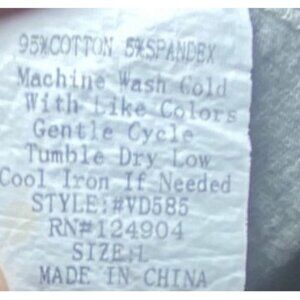 95%COTTON 5%SPANDEX
Machine Wash Cold
With Like Colors
Gentle Cycle
Tumble Dry Low
Cool Iron If Needed
STYLE:#VD585
RN#124904
SIZE:L
MADE IN CHINA